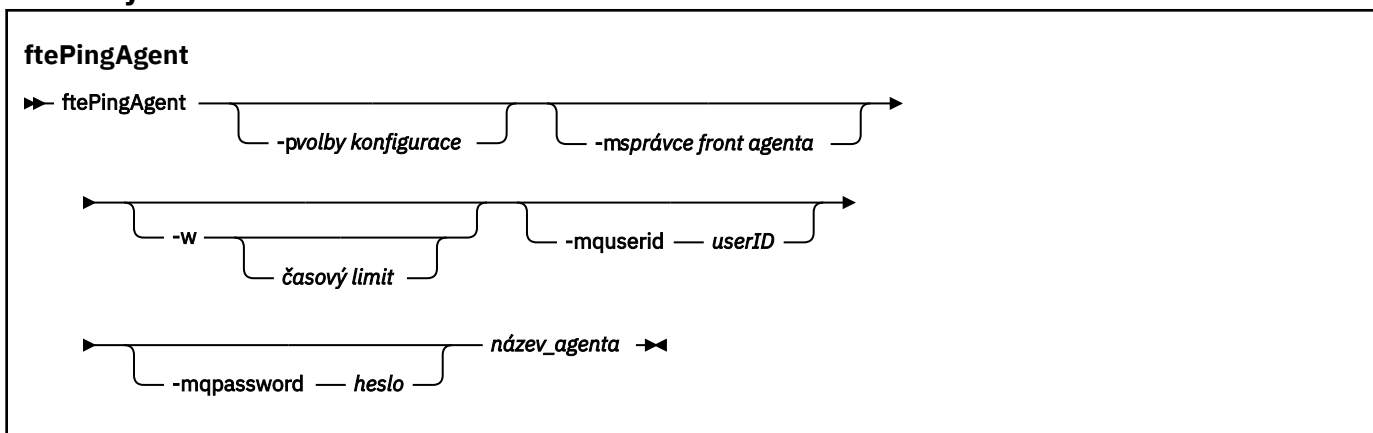 ftePingAgent
ftePingAgent
-pvolby konfigurace
-msprávce front agenta
-w
časový limit
-mquserid
userID
-mqpassword
heslo
název_agenta